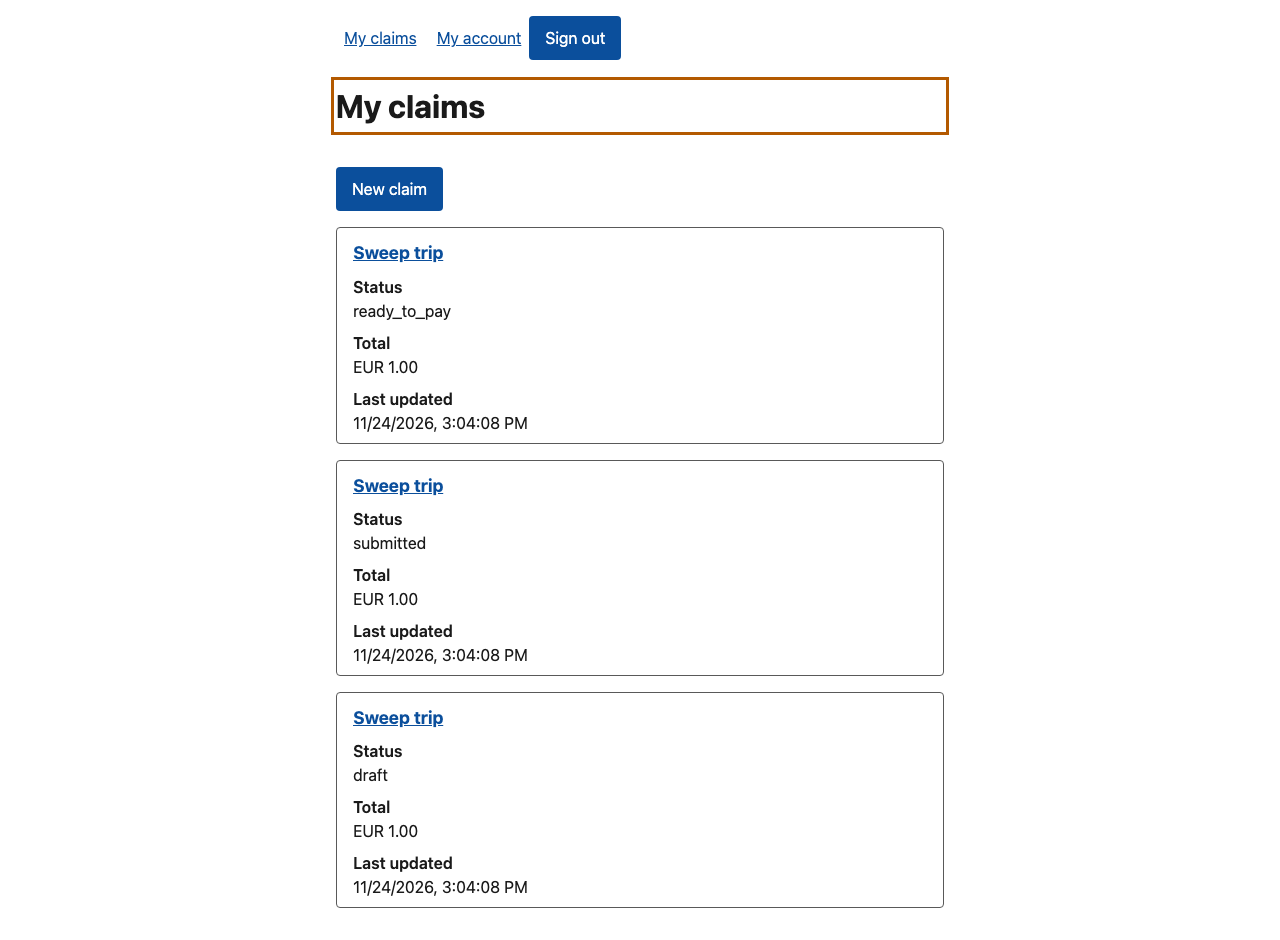 My claims My account Sign out
My claims
New claim
Sweep trip
Status
ready_to_pay
Total
EUR 1.00
Last updated
11/24/2026, 3:04:08 PM
Sweep trip
Status
submitted
Total
EUR 1.00
Last updated
11/24/2026, 3:04:08 PM
Sweep trip
Status
draft
Total
EUR 1.00
Last updated
11/24/2026, 3:04:08 PM